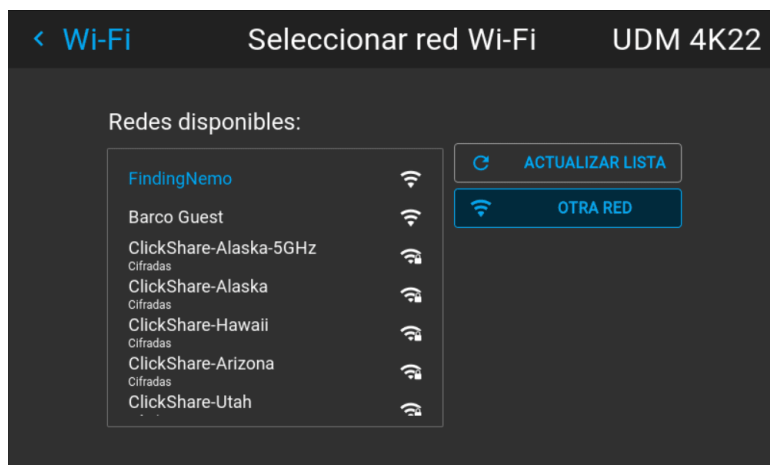 Wi-Fi Seleccionar red Wi-Fi UDM 4K22
Redes disponibles:
FindingNemo
Barco Guest
ClickShare-Alaska-5GHz
Cifradas
ClickShare-Alaska
Cifradas
ClickShare-Hawaii
Cifradas
ClickShare-Arizona
Cifradas
ClickShare-Utah
ACTUALIZAR LISTA
OTRA RED